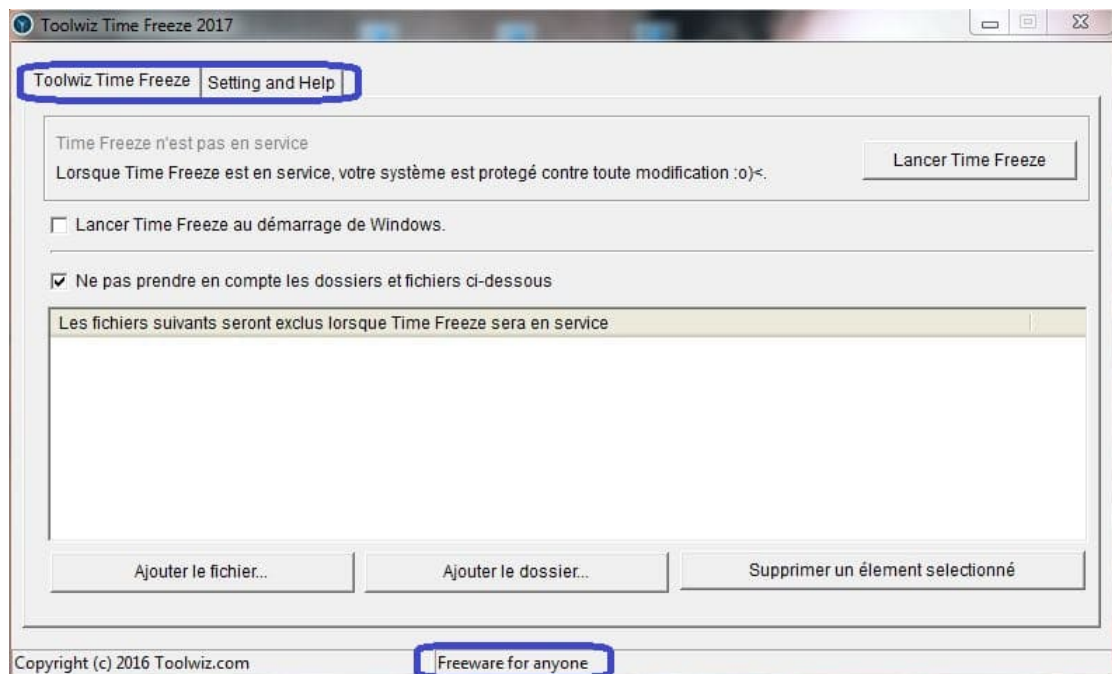 Toolwiz Time Freeze 2017
Toolwiz Time Freeze
Setting and Help
Time Freeze n'est pas en service
Lancer Time Freeze
Lorsque Time Freeze est en service, votre système est protegé contre toute modification :o)<.
Lancer Time Freeze au démarrage de Windows.
Ne pas prendre en compte les dossiers et fichiers ci-dessous
Les fichiers suivants seront exclus lorsque Time Freeze sera en service
Ajouter le fichier...
Ajouter le dossier...
Supprimer un élement selectionné
Copyright (c) 2016 Toolwiz.com
Freeware for anyone